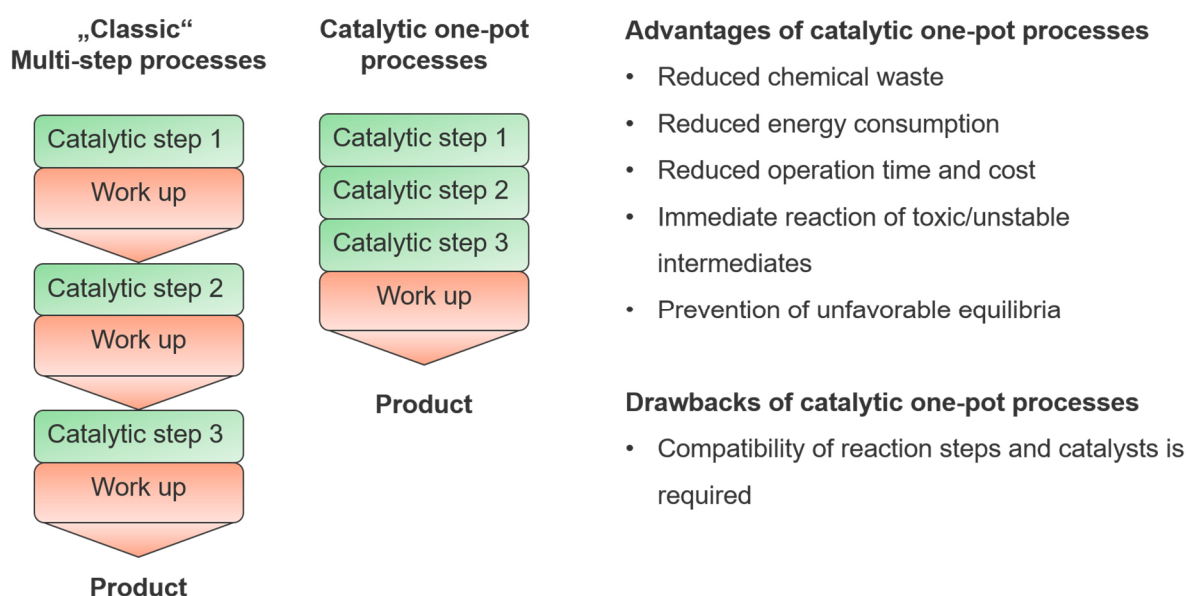 „Classic“
Multi-step processes
Catalytic step 1
Work up
Catalytic step 2
Work up
Catalytic step 3
Work up
Product
Catalytic one-pot
processes
Catalytic step 1
Catalytic step 2
Catalytic step 3
Work up
Product
Advantages of catalytic one-pot processes
• Reduced chemical waste
• Reduced energy consumption
• Reduced operation time and cost
• Immediate reaction of toxic/unstable
intermediates
• Prevention of unfavorable equilibria
Drawbacks of catalytic one-pot processes
• Compatibility of reaction steps and catalysts is
required